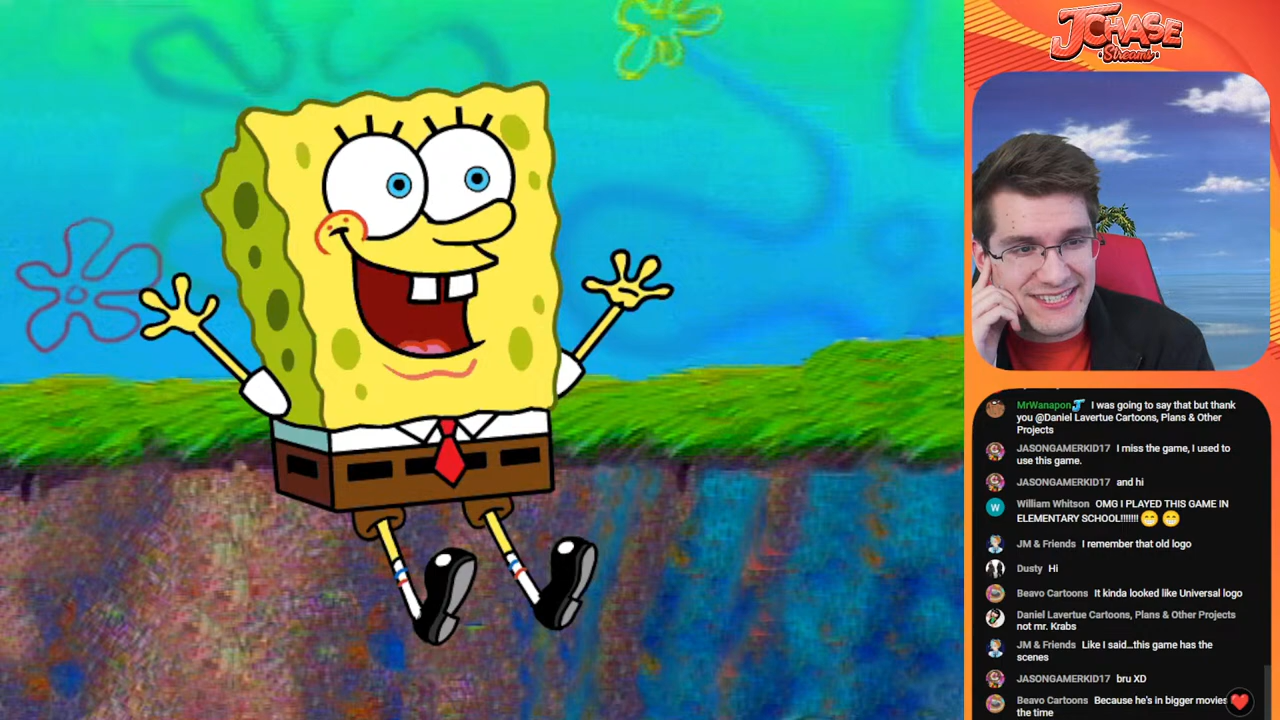 JCHASE
Streams
MrWanapon I was going to say that but thank
you @Daniel Lavertue Cartoons, Plans & Other
Projects
JASONGAMERKID17 I miss the game, I used to
use this game.
JASONGAMERKID17 and hi
W
William Whitson OMG I PLAYED THIS GAME IN
ELEMENTARY SCHOOL!!!!!!! 😁 😁
JM & Friends I remember that old logo
Dusty Hi
Beavo Cartoons It kinda looked like Universal logo
Daniel Lavertue Cartoons, Plans & Other Projects
not mr. Krabs
JM & Friends Like I said...this game has the
scenes
JASONGAMERKID17 bru XD
Beavo Cartoons Because he's in bigger movies
the time